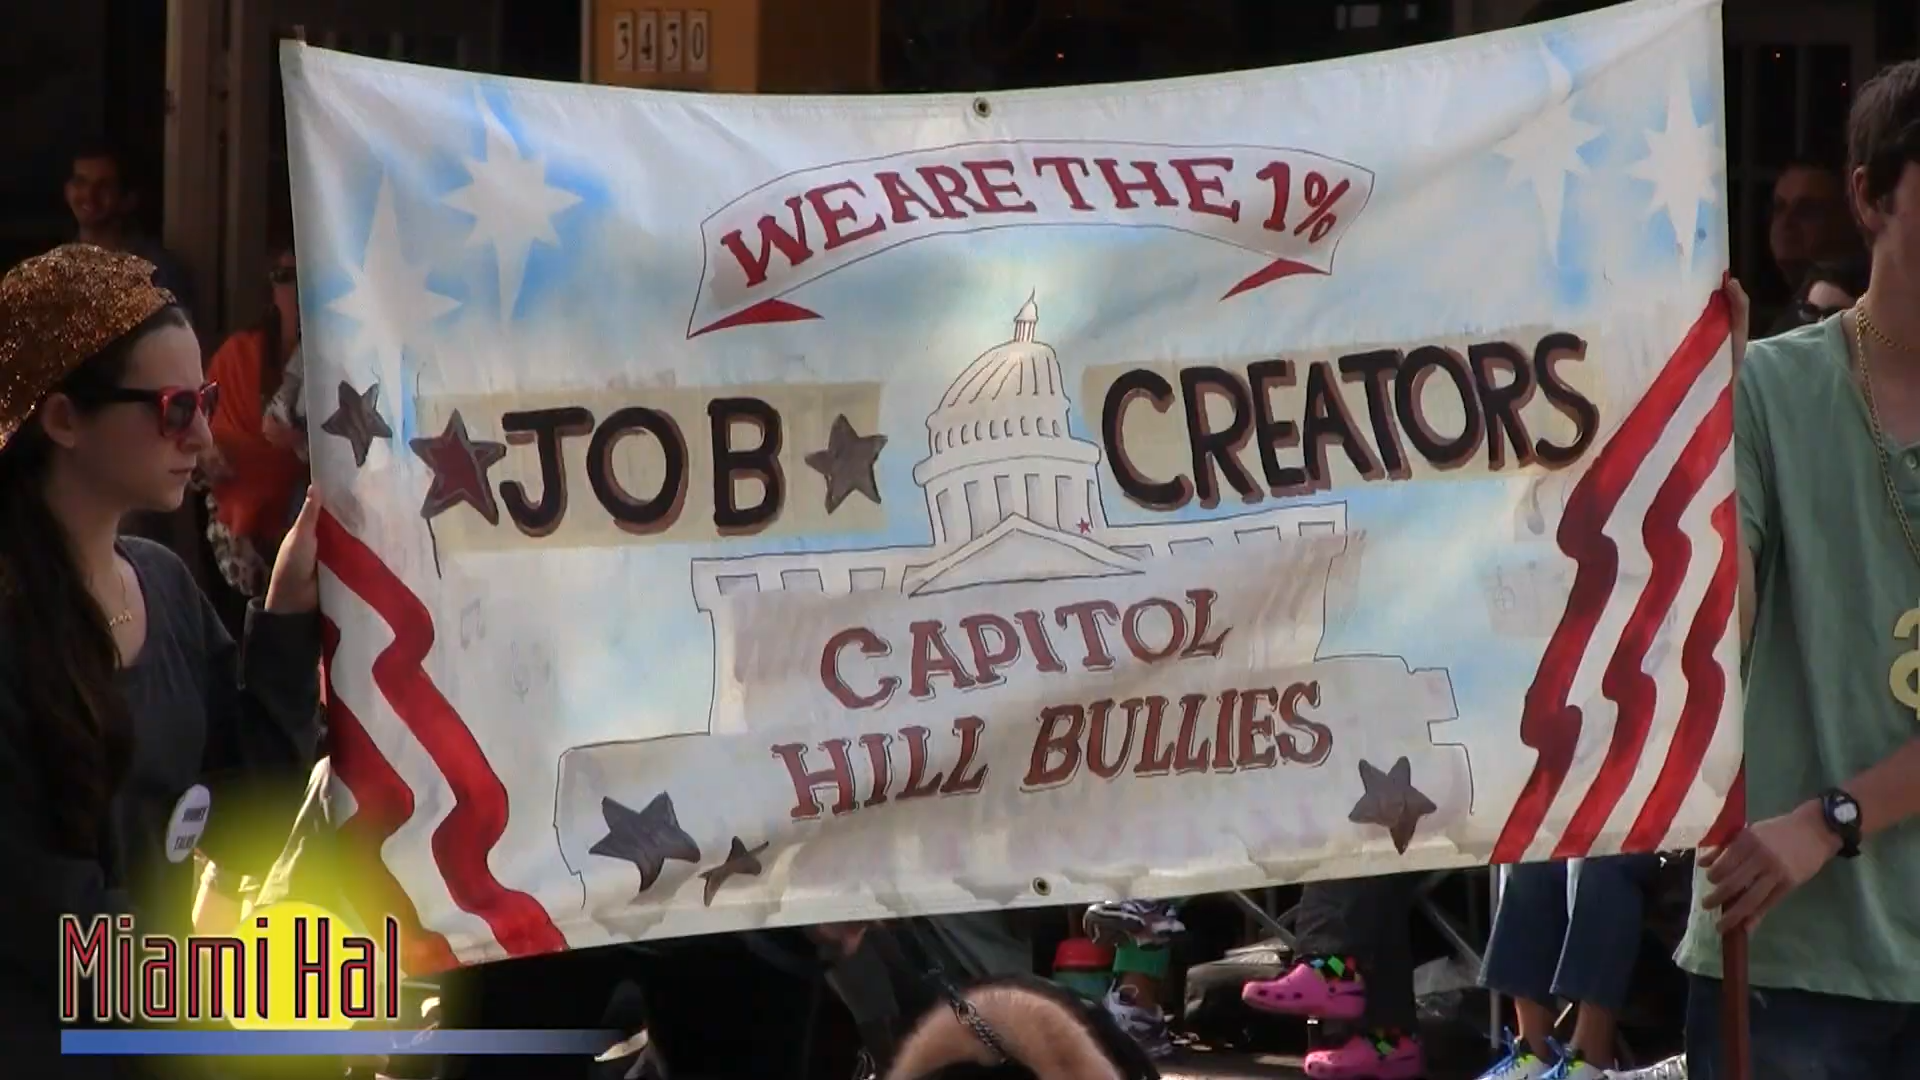 3430
WE ARE THE 1%
JOB CREATORS
CAPITOL
HILL BULLIES
Miami Hal